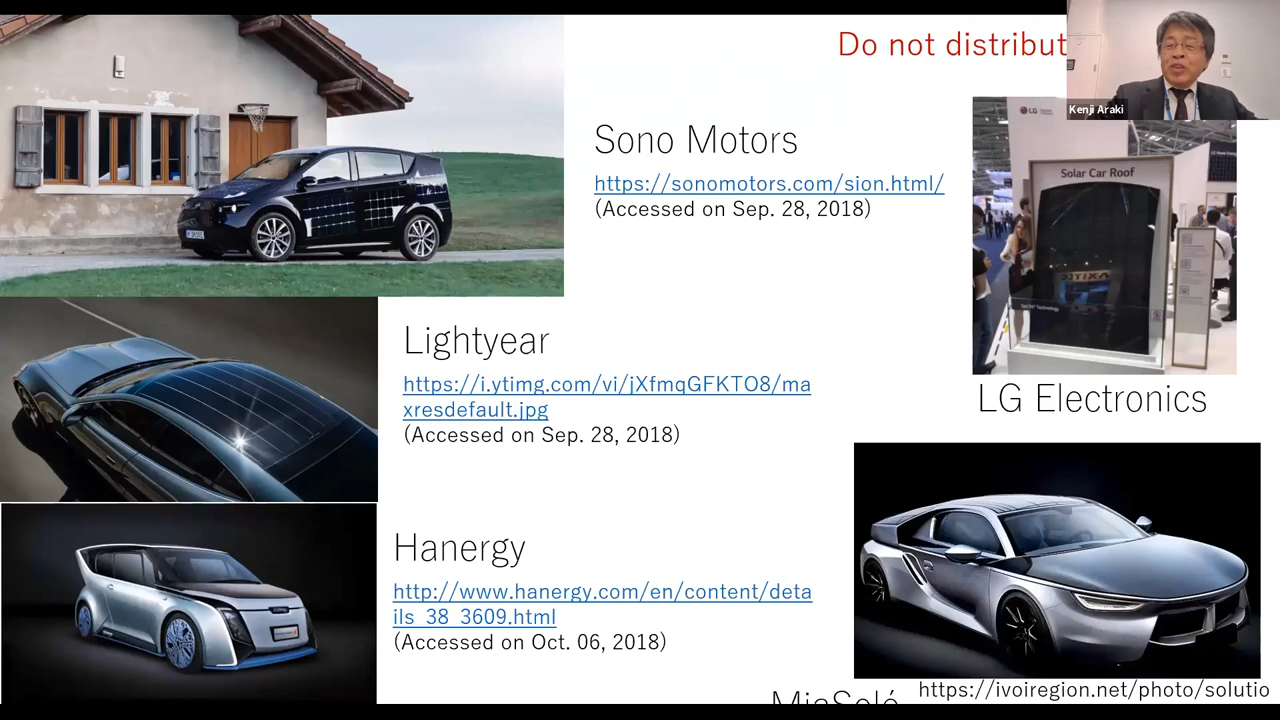 Do not distribut
Kenji Araki
Sono Motors
https://sonomotors.com/sion.html/
(Accessed on Sep. 28, 2018)
LG
Solar Car Roof
Lightyear
https://i.ytimg.com/vi/jXfmqGFKTO8/ma
xresdefault.jpg
(Accessed on Sep. 28, 2018)
LG Electronics
Hanergy
http://www.hanergy.com/en/content/deta
ils_38_3609.html
(Accessed on Oct. 06, 2018)
MiaSolé
https://ivoiregion.net/photo/solutio